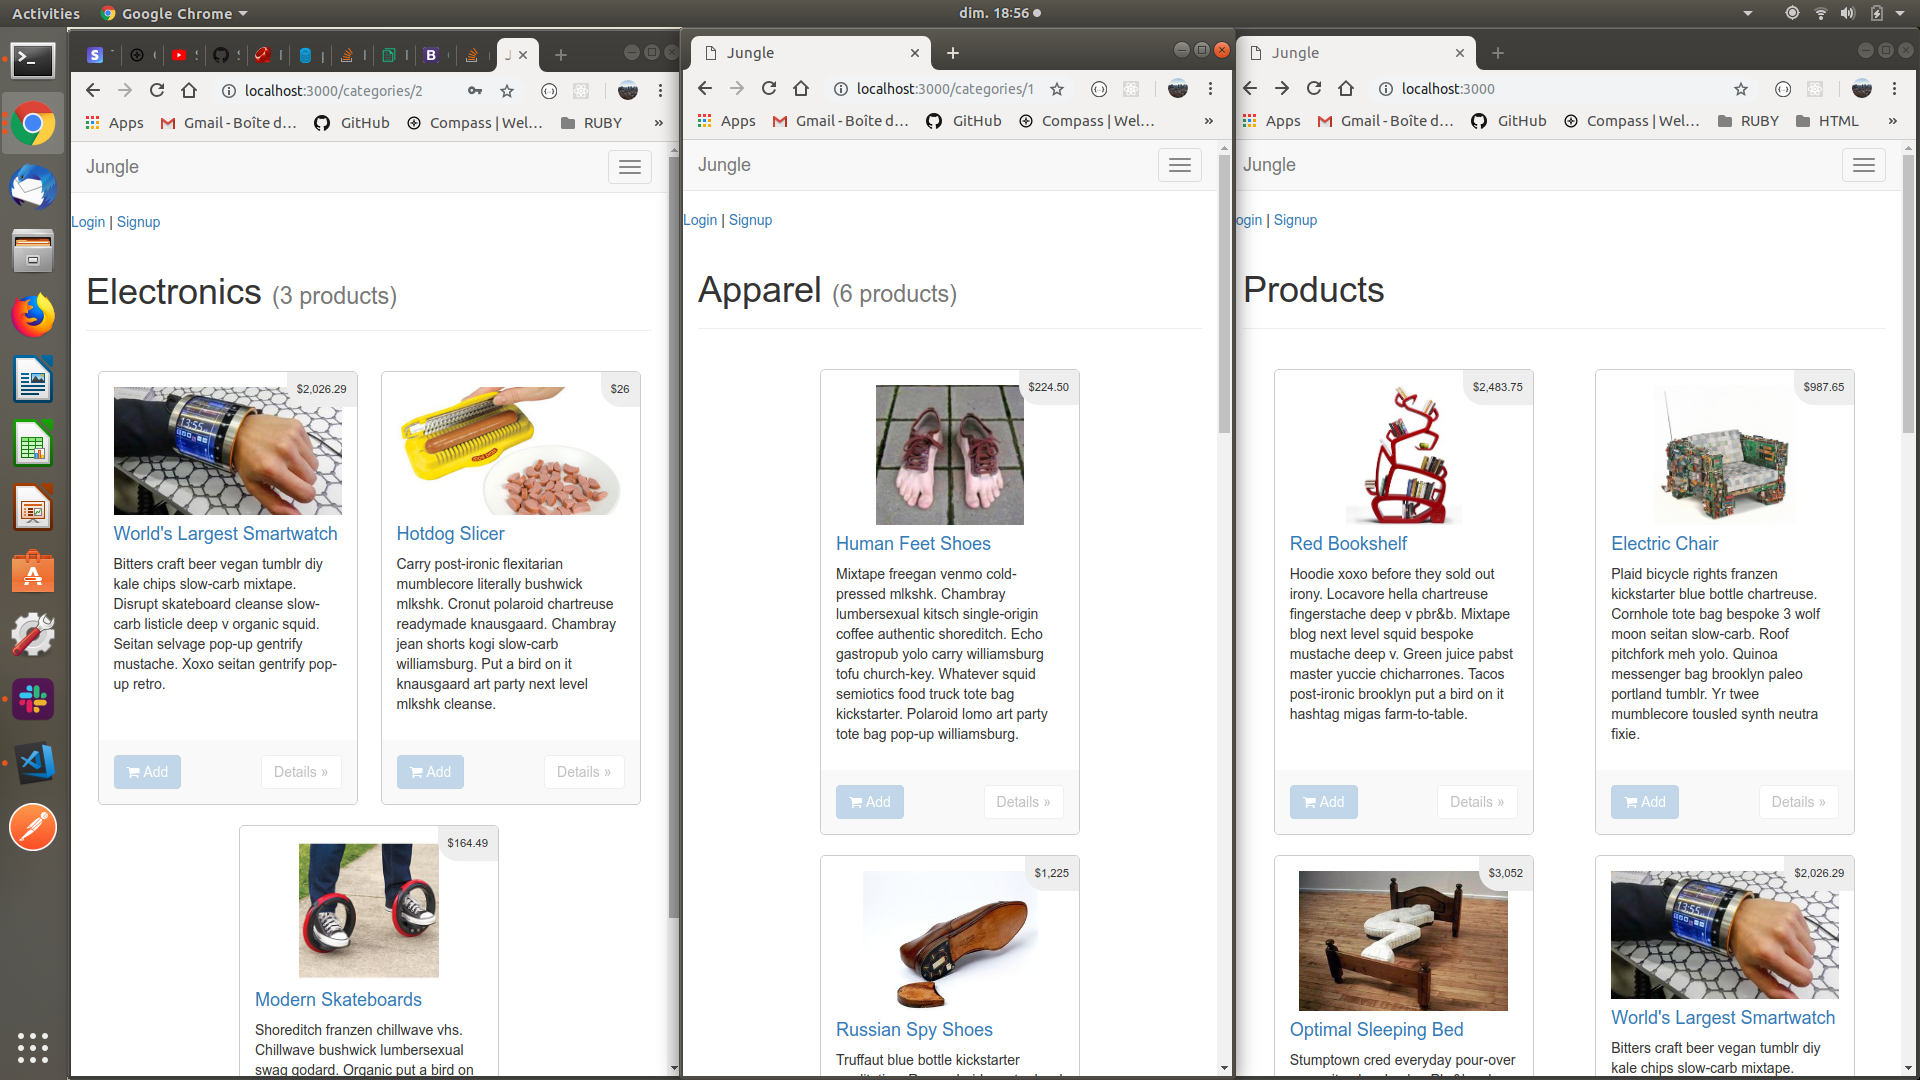 Activities
Google Chrome
dim. 18:56
localhost:3000/categories/2
Apps
Gmail - Boîte d...
GitHub
Compass | Wel...
RUBY
»
Jungle
Login | Signup
Electronics (3 products)
$2,026.29
World's Largest Smartwatch
Bitters craft beer vegan tumblr diy
kale chips slow-carb mixtape.
Disrupt skateboard cleanse slow-
carb listicle deep v organic squid.
Seitan selvage pop-up gentrify
mustache. Xoxo seitan gentrify pop-
up retro.
Add
Details »
$26
Hotdog Slicer
Carry post-ironic flexitarian
mumblecore literally bushwick
mlkshk. Cronut polaroid chartreuse
readymade knausgaard. Chambray
jean shorts kogi slow-carb
williamsburg. Put a bird on it
knausgaard art party next level
mlkshk cleanse.
Add
Details »
$164.49
Modern Skateboards
Shoreditch franzen chillwave vhs.
Chillwave bushwick lumbersexual
swag godard. Organic put a bird on
Jungle
localhost:3000/categories/1
Apps
Gmail - Boîte d...
GitHub
Compass | Wel...
»
Jungle
Login | Signup
Apparel (6 products)
$224.50
Human Feet Shoes
Mixtape freegan venmo cold-
pressed mlkshk. Chambray
lumbersexual kitsch single-origin
coffee authentic shoreditch. Echo
gastropub yolo carry williamsburg
tofu church-key. Whatever squid
semiotics food truck tote bag
kickstarter. Polaroid lomo art party
tote bag pop-up williamsburg.
Add
Details »
$1,225
Russian Spy Shoes
Truffaut blue bottle kickstarter
Jungle
localhost:3000
Apps
Gmail - Boîte d...
GitHub
Compass | Wel...
RUBY
HTML
»
Jungle
ogin | Signup
Products
$2,483.75
Red Bookshelf
Hoodie xoxo before they sold out
irony. Locavore hella chartreuse
fingerstache deep v pbr&b. Mixtape
blog next level squid bespoke
mustache deep v. Green juice pabst
master yuccie chicharrones. Tacos
post-ironic brooklyn put a bird on it
hashtag migas farm-to-table.
Add
Details »
$987.65
Electric Chair
Plaid bicycle rights franzen
kickstarter blue bottle chartreuse.
Cornhole tote bag bespoke 3 wolf
moon seitan slow-carb. Roof
pitchfork meh yolo. Quinoa
messenger bag brooklyn paleo
portland tumblr. Yr twee
mumblecore tousled synth neutra
fixie.
Add
Details »
$3,052
Optimal Sleeping Bed
Stumptown cred everyday pour-over
$2,026.29
World's Largest Smartwatch
Bitters craft beer vegan tumblr diy
kale chips slow-carb mixtape.